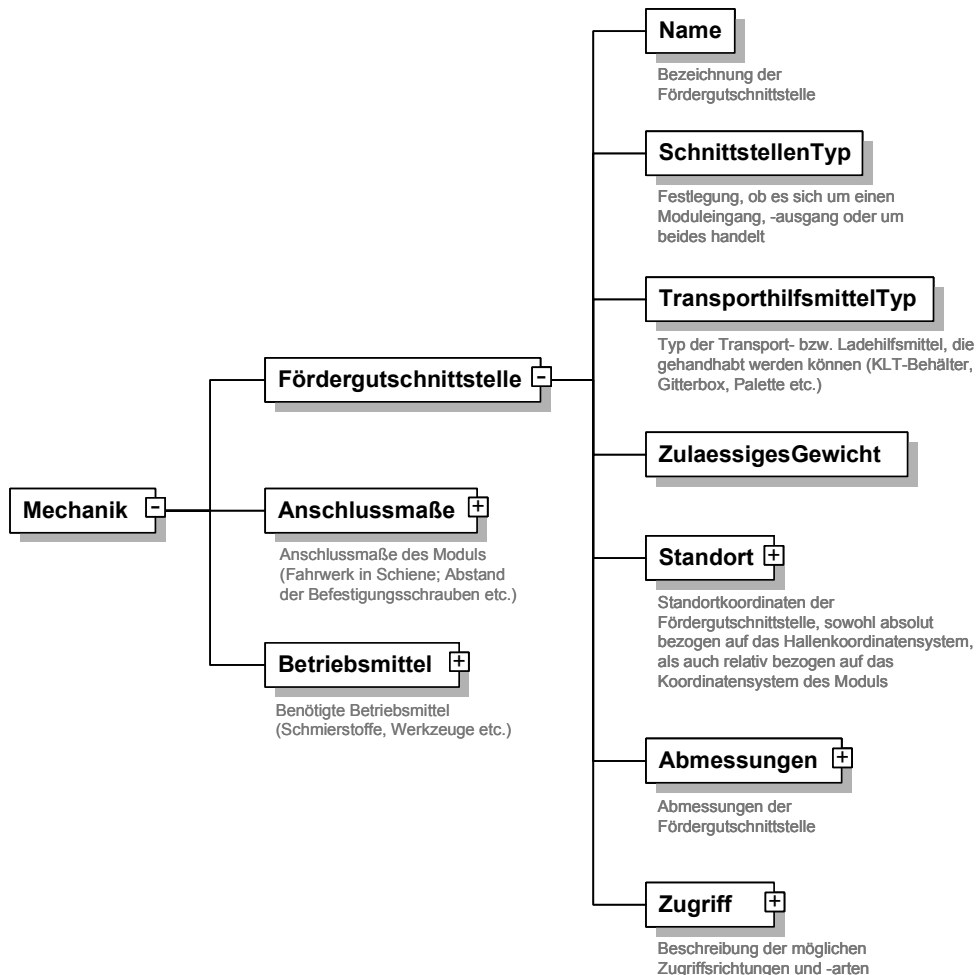 Mechanik
Fördergutschnittstelle
Anschlussmaße
Anschlussmaße des Moduls
(Fahrwerk in Schiene; Abstand
der Befestigungsschrauben etc.)
Betriebsmittel
Benötigte Betriebsmittel
(Schmierstoffe, Werkzeuge etc.)
Name
Bezeichnung der
Fördergutschnittstelle
SchnittstellenTyp
Festlegung, ob es sich um einen
Moduleingang, -ausgang oder um
beides handelt
TransporthilfsmittelTyp
Typ der Transport- bzw. Ladehilfsmittel, die
gehandhabt werden können (KLT-Behälter,
Gitterbox, Palette etc.)
ZulaessigesGewicht
Standort
Standortkoordinaten der
Fördergutschnittstelle, sowohl absolut
bezogen auf das Hallenkoordinatensystem,
als auch relativ bezogen auf das
Koordinatensystem des Moduls
Abmessungen
Abmessungen der
Fördergutschnittstelle
Zugriff
Beschreibung der möglichen
Zugriffsrichtungen und -arten